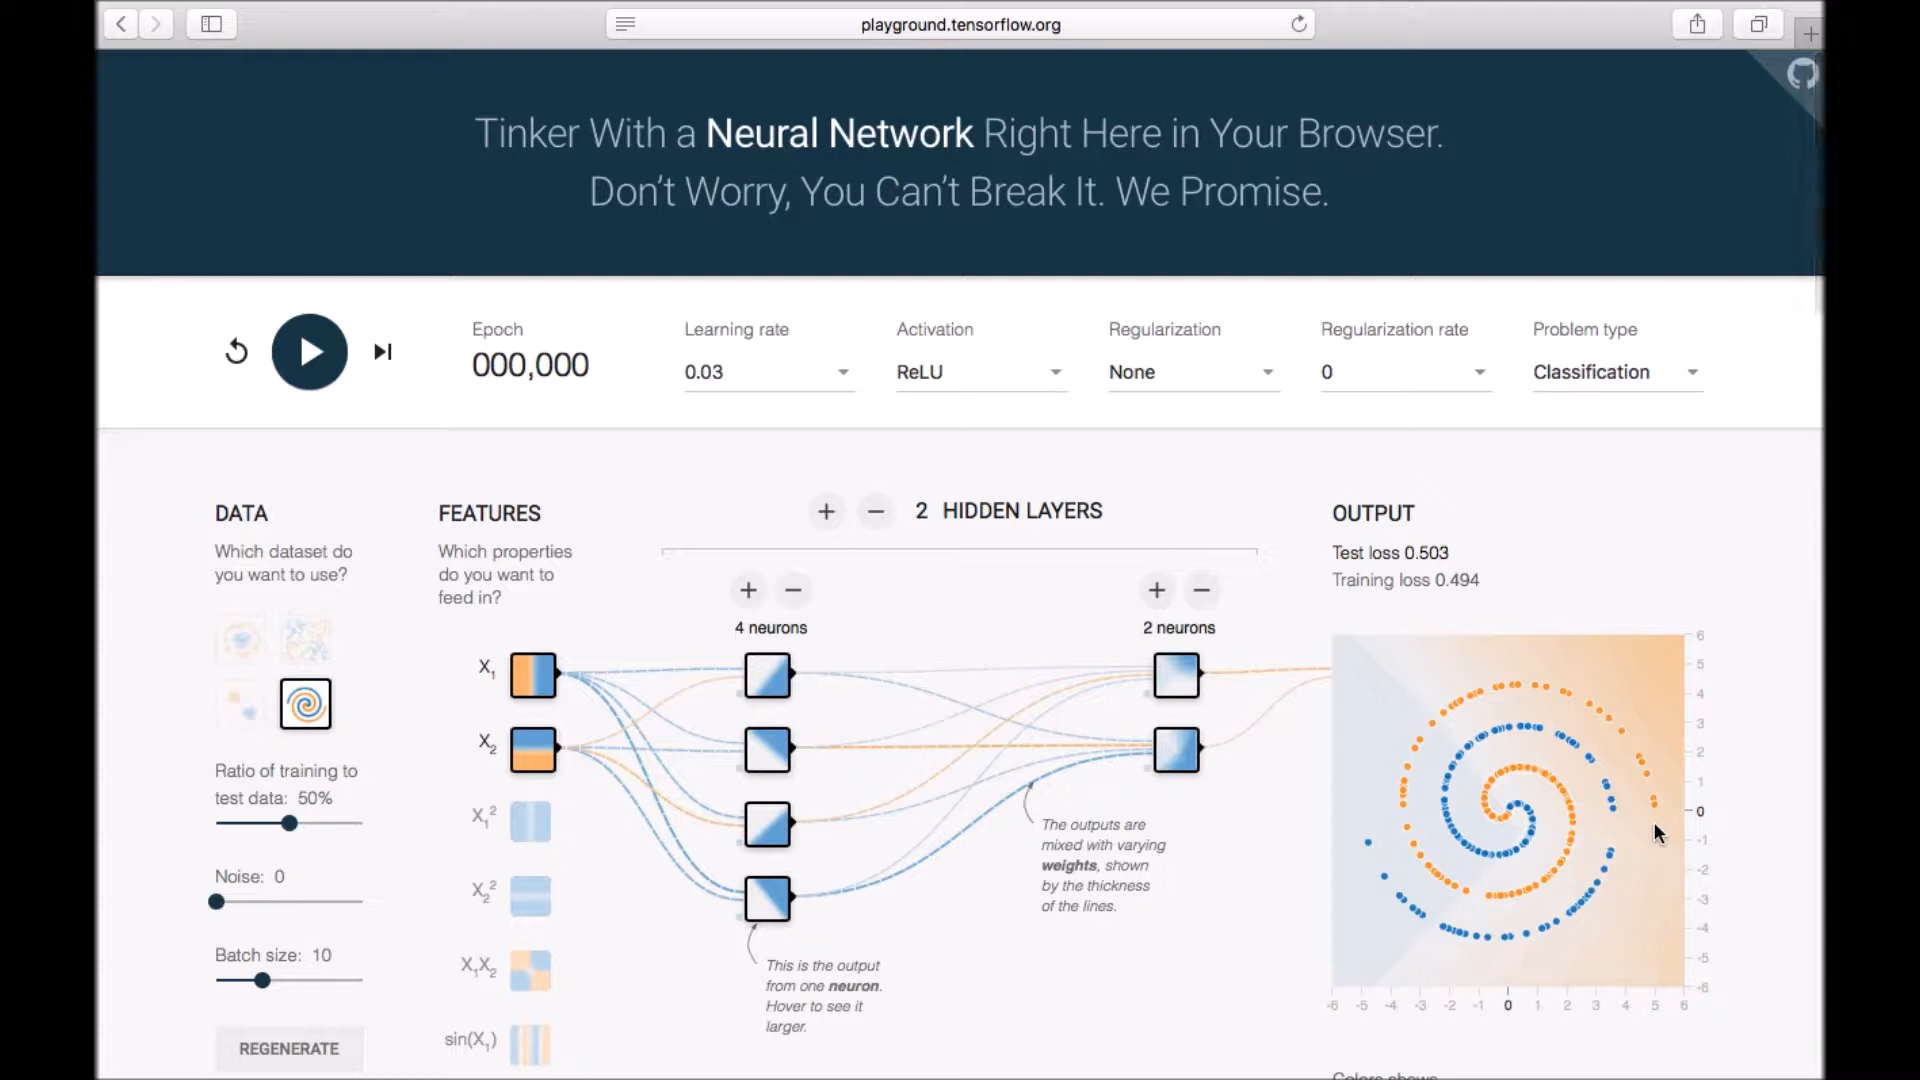 playground.tensorflow.org
Tinker With a Neural Network Right Here in Your Browser.
Don't Worry, You Can't Break It. We Promise.
Epoch
000,000
Learning rate
0.03
Activation
ReLU
Regularization
None
Regularization rate
0
Problem type
Classification
DATA
Which dataset do
you want to use?
Ratio of training to
test data: 50%
Noise: 0
Batch size: 10
REGENERATE
FEATURES
Which properties
do you want to
feed in?
X₁
X₂
X₁²
X₂²
X₁X₂
sin(X₁)
+ − 2 HIDDEN LAYERS
+ −
4 neurons
+ −
2 neurons
The outputs are
mixed with varying
weights, shown
by the thickness
of the lines.
This is the output
from one neuron.
Hover to see it
larger.
OUTPUT
Test loss 0.503
Training loss 0.494
6
5
4
3
2
1
0
-1
-2
-3
-4
-5
-6
-6 -5 -4 -3 -2 -1 0 1 2 3 4 5 6
Colors shows